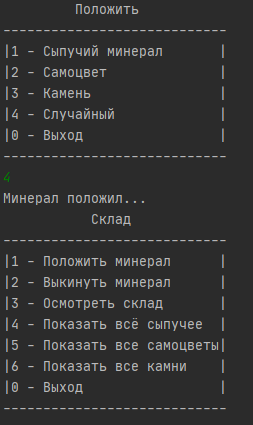 Положить
----------------------------
|1 – Сыпучий минерал       |
|2 – Самоцвет              |
|3 – Камень                |
|4 – Случайный             |
|0 – Выход                 |
----------------------------
4
Минерал положил...
Склад
----------------------------
|1 – Положить минерал      |
|2 – Выкинуть минерал      |
|3 – Осмотреть склад       |
|4 – Показать всё сыпучее  |
|5 – Показать все самоцветы|
|6 – Показать все камни    |
|0 – Выход                 |
----------------------------